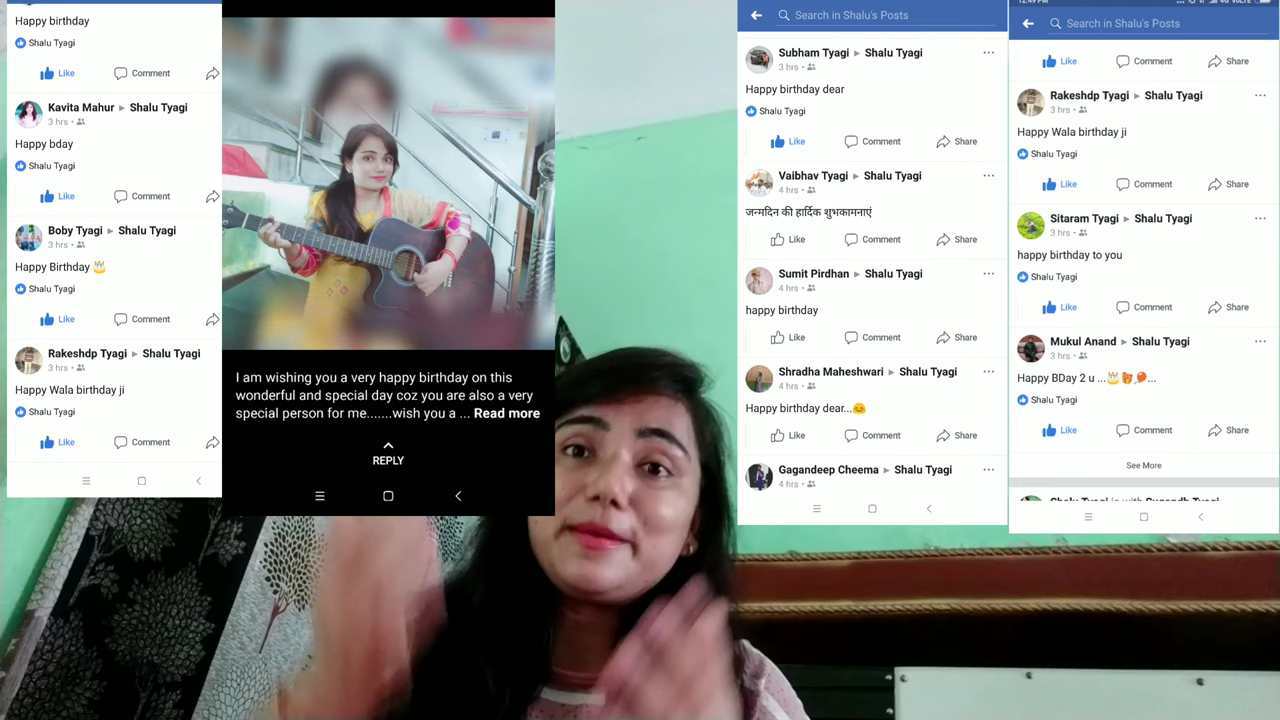 Happy birthday
Shalu Tyagi
Like Comment
Kavita Mahur ▸ Shalu Tyagi
3 hrs •
Happy bday
Shalu Tyagi
Like Comment
Boby Tyagi ▸ Shalu Tyagi
3 hrs •
Happy Birthday 🎂
Shalu Tyagi
Like Comment
Rakeshdp Tyagi ▸ Shalu Tyagi
3 hrs •
Happy Wala birthday ji
Shalu Tyagi
Like Comment
I am wishing you a very happy birthday on this
wonderful and special day coz you are also a very
special person for me.......wish you a ... Read more
REPLY
Search in Shalu's Posts
Subham Tyagi ▸ Shalu Tyagi
3 hrs •
Happy birthday dear
Shalu Tyagi
Like Comment Share
Vaibhav Tyagi ▸ Shalu Tyagi
4 hrs •
जन्मदिन की हार्दिक शुभकामनाएं
Like Comment Share
Sumit Pirdhan ▸ Shalu Tyagi
4 hrs •
happy birthday
Like Comment Share
Shradha Maheshwari ▸ Shalu Tyagi
4 hrs •
Happy birthday dear...😊
Like Comment Share
Gagandeep Cheema ▸ Shalu Tyagi
4 hrs •
Search in Shalu's Posts
Like Comment Share
Rakeshdp Tyagi ▸ Shalu Tyagi
3 hrs •
Happy Wala birthday ji
Shalu Tyagi
Like Comment Share
Sitaram Tyagi ▸ Shalu Tyagi
3 hrs •
happy birthday to you
Shalu Tyagi
Like Comment Share
Mukul Anand ▸ Shalu Tyagi
3 hrs •
Happy BDay 2 u ...🎂🎁🎈...
Shalu Tyagi
Like Comment Share
See More